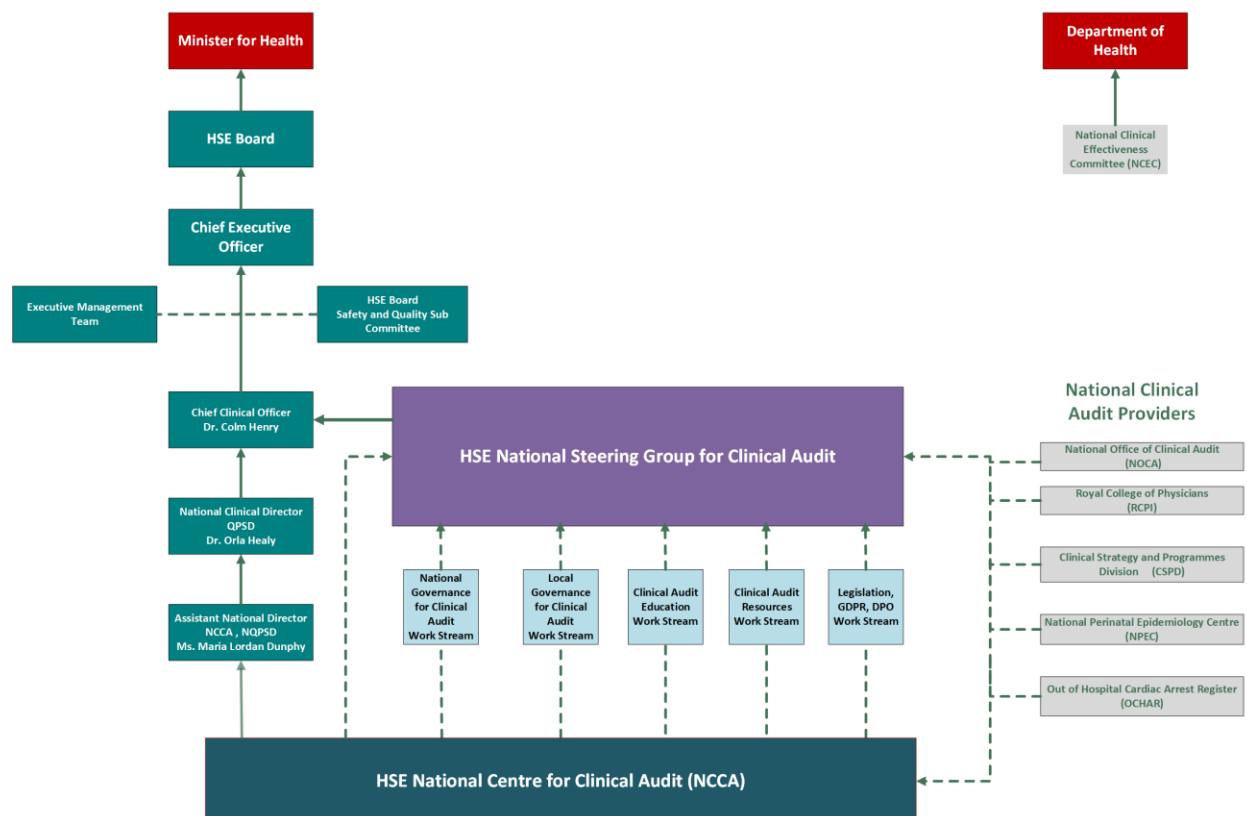 Minister for Health
Department of
Health
HSE Board
National Clinical
Effectiveness
Committee (NCEC)
Chief Executive
Officer
Executive Management
Team
HSE Board
Safety and Quality Sub
Committee
Chief Clinical Officer
Dr. Colm Henry
HSE National Steering Group for Clinical Audit
National Clinical
Audit Providers
National Office of Clinical Audit
(NOCA)
Royal College of Physicians
(RCPI)
Clinical Strategy and Programmes
Division (CSPD)
National Perinatal Epidemiology Centre
(NPEC)
Out of Hospital Cardiac Arrest Register
(OCHAR)
National Clinical Director
QPSD
Dr. Orla Healy
National
Governance
for Clinical
Audit
Work Stream
Local
Governance
for Clinical
Audit
Work Stream
Clinical Audit
Education
Work Stream
Clinical Audit
Resources
Work Stream
Legislation,
GDPR, DPO
Work Stream
Assistant National Director
NCCA , NQPSD
Ms. Maria Lordan Dunphy
HSE National Centre for Clinical Audit (NCCA)